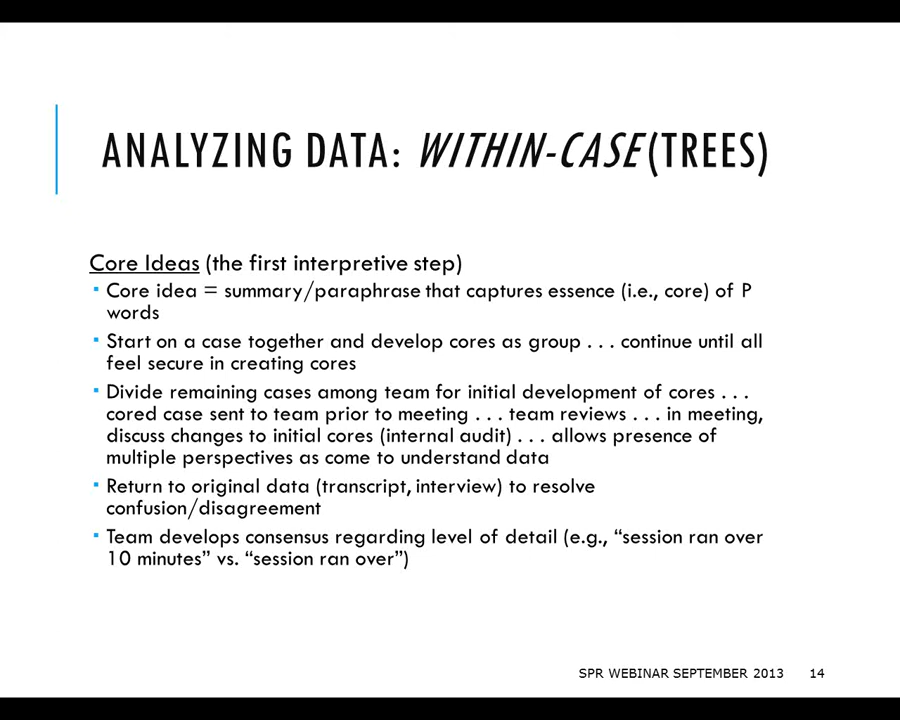 ANALYZING DATA: WITHIN-CASE(TREES)
Core Ideas (the first interpretive step)
▪ Core idea = summary/paraphrase that captures essence (i.e., core) of P
words
▪ Start on a case together and develop cores as group . . . continue until all
feel secure in creating cores
▪ Divide remaining cases among team for initial development of cores . . .
cored case sent to team prior to meeting . . . team reviews . . . in meeting,
discuss changes to initial cores (internal audit) . . . allows presence of
multiple perspectives as come to understand data
▪ Return to original data (transcript, interview) to resolve
confusion/disagreement
▪ Team develops consensus regarding level of detail (e.g., “session ran over
10 minutes” vs. “session ran over”)
SPR WEBINAR SEPTEMBER 2013 14